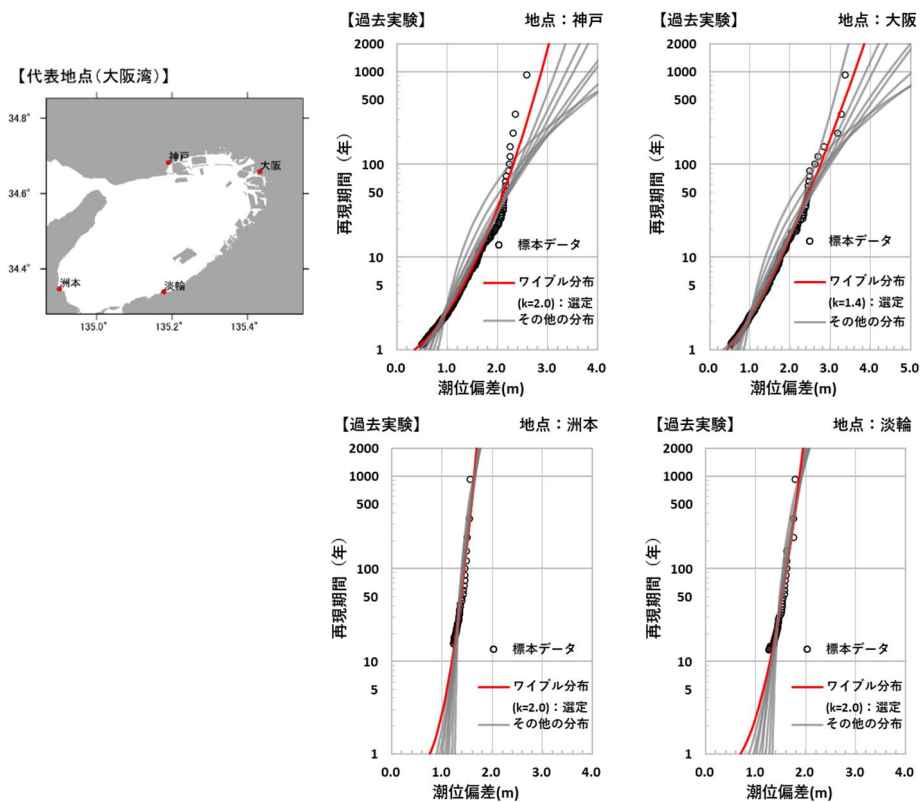 【代表地点(大阪湾)】
34.8°
34.6°
34.4°
135.0°
135.2°
135.4°
神戸
大阪
洲本
淡輪
【過去実験】 地点：神戸
再現期間（年）
2000
1000
500
100
50
10
5
1
標本データ
ワイブル分布
(k=2.0)：選定
その他の分布
0.0 1.0 2.0 3.0 4.0
潮位偏差(m)
【過去実験】 地点：大阪
再現期間（年）
2000
1000
500
100
50
10
5
1
標本データ
ワイブル分布
(k=1.4)：選定
その他の分布
0.0 1.0 2.0 3.0 4.0 5.0
潮位偏差(m)
【過去実験】 地点：洲本
再現期間（年）
2000
1000
500
100
50
10
5
1
標本データ
ワイブル分布
(k=2.0)：選定
その他の分布
0.0 1.0 2.0 3.0 4.0
潮位偏差(m)
【過去実験】 地点：淡輪
再現期間（年）
2000
1000
500
100
50
10
5
1
標本データ
ワイブル分布
(k=2.0)：選定
その他の分布
0.0 1.0 2.0 3.0 4.0
潮位偏差(m)